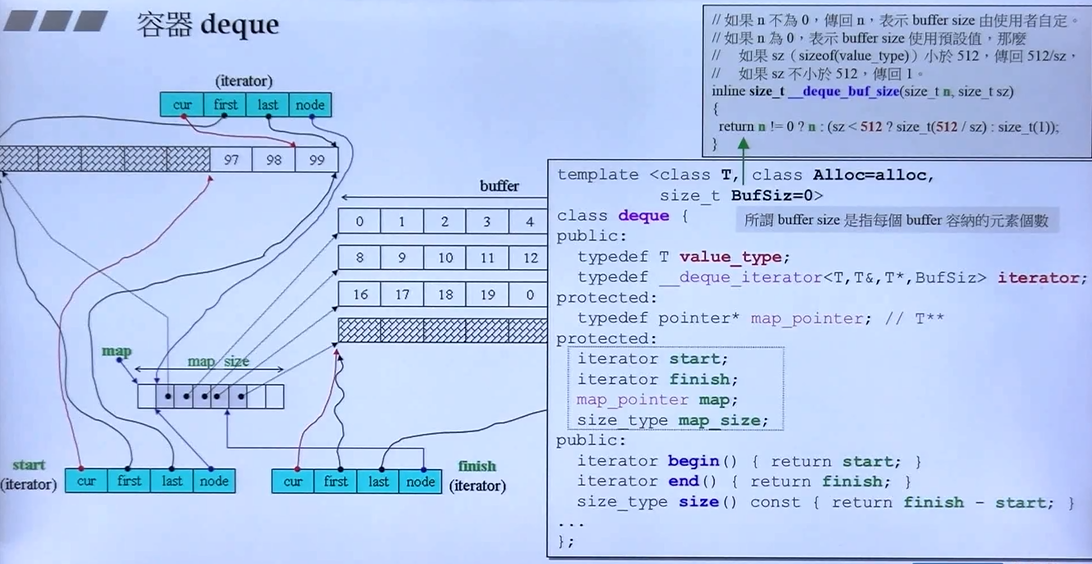 容器 deque
// 如果 n 不為 0，傳回 n，表示 buffer size 由使用者自定。
// 如果 n 為 0，表示 buffer size 使用預設值，那麼
// 如果 sz（sizeof(value_type)）小於 512，傳回 512/sz，
// 如果 sz 不小於 512，傳回 1。
inline size_t __deque_buf_size(size_t n, size_t sz)
{
return n != 0 ? n : (sz < 512 ? size_t(512 / sz) : size_t(1));
}
(iterator)
cur first last node
97 98 99
buffer
0 1 2 3 4
8 9 10 11 12
16 17 18 19 0
map
map size
start
(iterator)
cur first last node
cur first last node
finish
(iterator)
template <class T, class Alloc=alloc,
size_t BufSiz=0>
class deque {
所謂 buffer size 是指每個 buffer 容納的元素個數
public:
typedef T value_type;
typedef __deque_iterator<T,T&,T*,BufSiz> iterator;
protected:
typedef pointer* map_pointer; // T**
protected:
iterator start;
iterator finish;
map_pointer map;
size_type map_size;
public:
iterator begin() { return start; }
iterator end() { return finish; }
size_type size() const { return finish - start; }
...
};